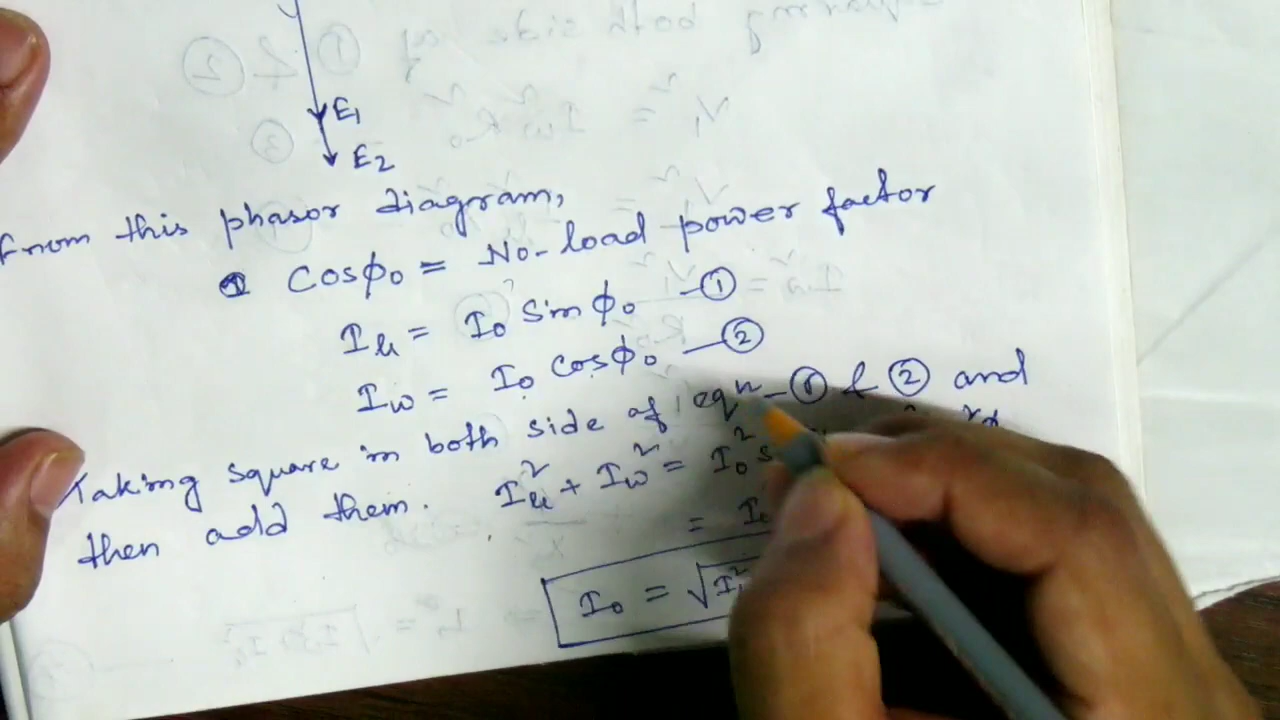 E₁
E₂
From this phasor diagram,
Cosϕ₀ = No-load power factor
Iμ = I₀ Sinϕ₀ —①
Iw = I₀ cosϕ₀ —②
Taking square in both side of eqⁿ-① & ② and
then add them. Iμ² + Iw² = I₀² s
= I₀
I₀ = √I